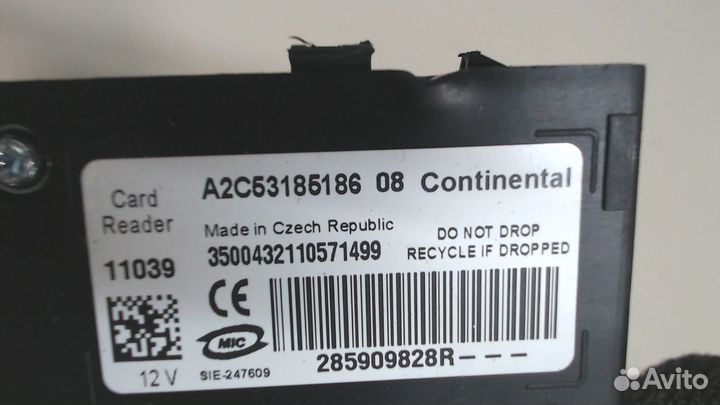 Card
Reader
11039
12 V
A2C53185186 08 Continental
Made in Czech Republic
3500432110571499
DO NOT DROP
RECYCLE IF DROPPED
CE
MIC
SIE-247609
285909828R---
Avito